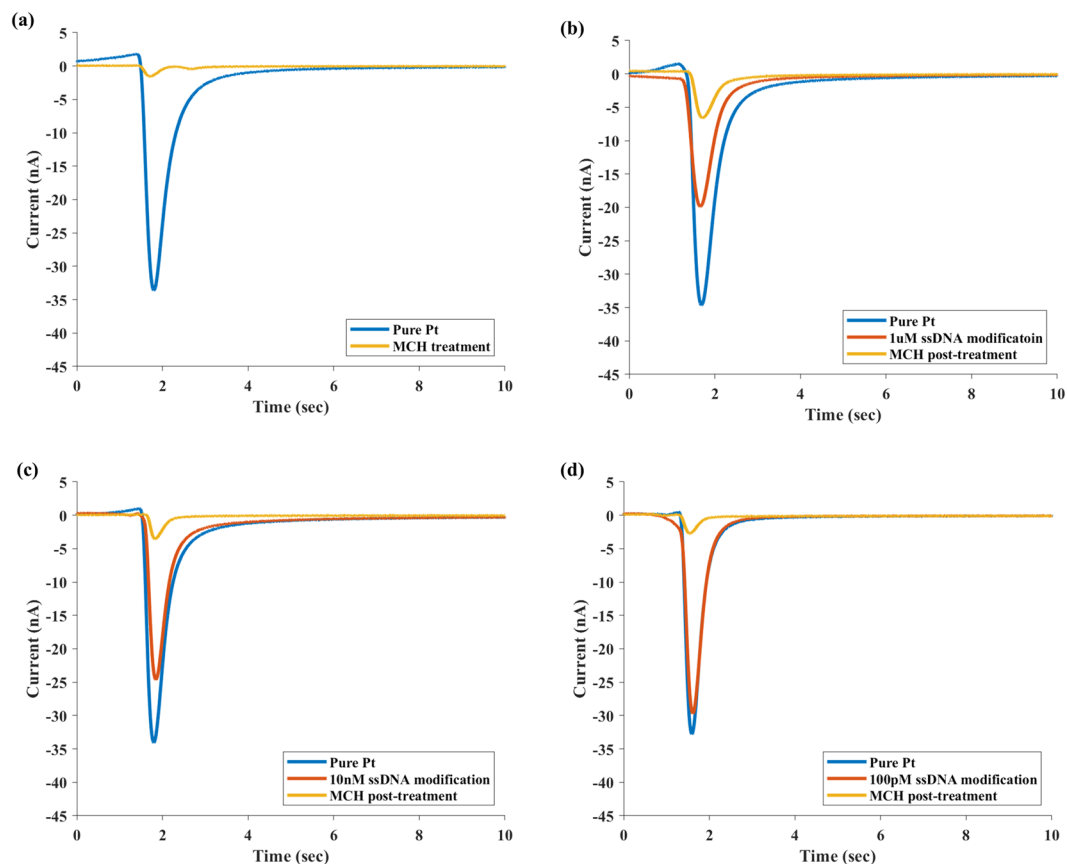 (a)
5
0
-5
-10
-15
-20
-25
-30
-35
-40
-45
Current (nA)
0 2 4 6 8 10
Time (sec)
Pure Pt
MCH treatment
(b)
5
0
-5
-10
-15
-20
-25
-30
-35
-40
-45
Current (nA)
0 2 4 6 8 10
Time (sec)
Pure Pt
1uM ssDNA modificatoin
MCH post-treatment
(c)
5
0
-5
-10
-15
-20
-25
-30
-35
-40
-45
Current (nA)
0 2 4 6 8 10
Time (sec)
Pure Pt
10nM ssDNA modification
MCH post-treatment
(d)
5
0
-5
-10
-15
-20
-25
-30
-35
-40
-45
Current (nA)
0 2 4 6 8 10
Time (sec)
Pure Pt
100pM ssDNA modification
MCH post-treatment